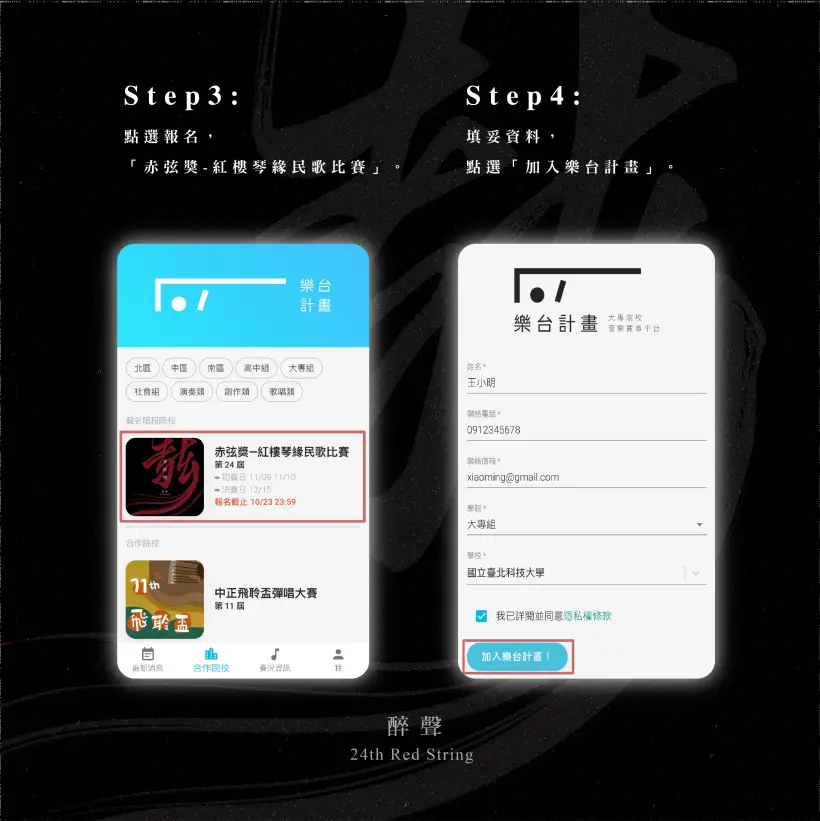 Step3:
點選報名，
「赤弦獎-紅樓琴緣民歌比賽」。
Step4:
填妥資料，
點選「加入樂台計畫」。
樂台
計畫
北區
中區
南區
高中組
大專組
社會組
演奏類
創作類
歌唱類
報名階段院校
赤弦獎—紅樓琴緣民歌比賽
第 24 屆
初賽日 11/09 11/10
決賽日 12/15
報名截止 10/23 23:59
合作院校
11th
飛聆盃
中正飛聆盃彈唱大賽
第 11 屆
最新消息
合作院校
賽況資訊
我
樂台計畫
大專院校
音樂賽事平台
姓名*
王小明
聯絡電話*
0912345678
聯絡信箱*
xiaoming@gmail.com
學制*
大專組
學校*
國立臺北科技大學
我已詳閱並同意隱私權條款
加入樂台計畫！
醉聲
24th Red String